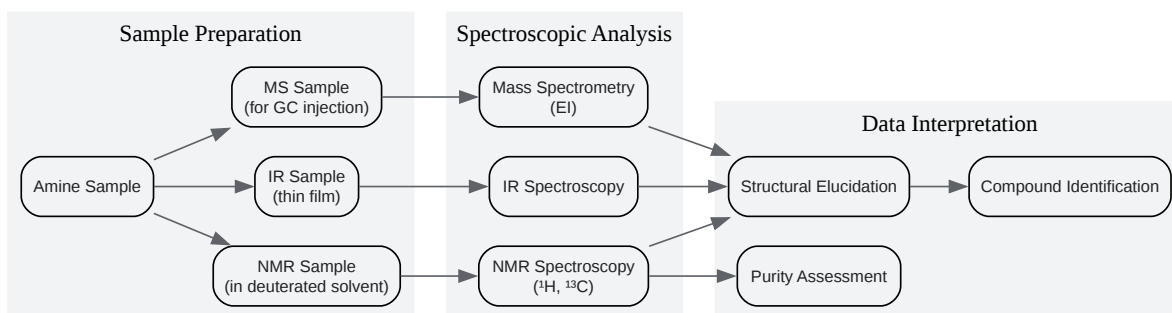 Sample Preparation
Spectroscopic Analysis
Data Interpretation
MS Sample
(for GC injection)
Mass Spectrometry
(EI)
Amine Sample
IR Sample
(thin film)
IR Spectroscopy
Structural Elucidation
Compound Identification
NMR Sample
(in deuterated solvent)
NMR Spectroscopy
(¹H, ¹³C)
Purity Assessment